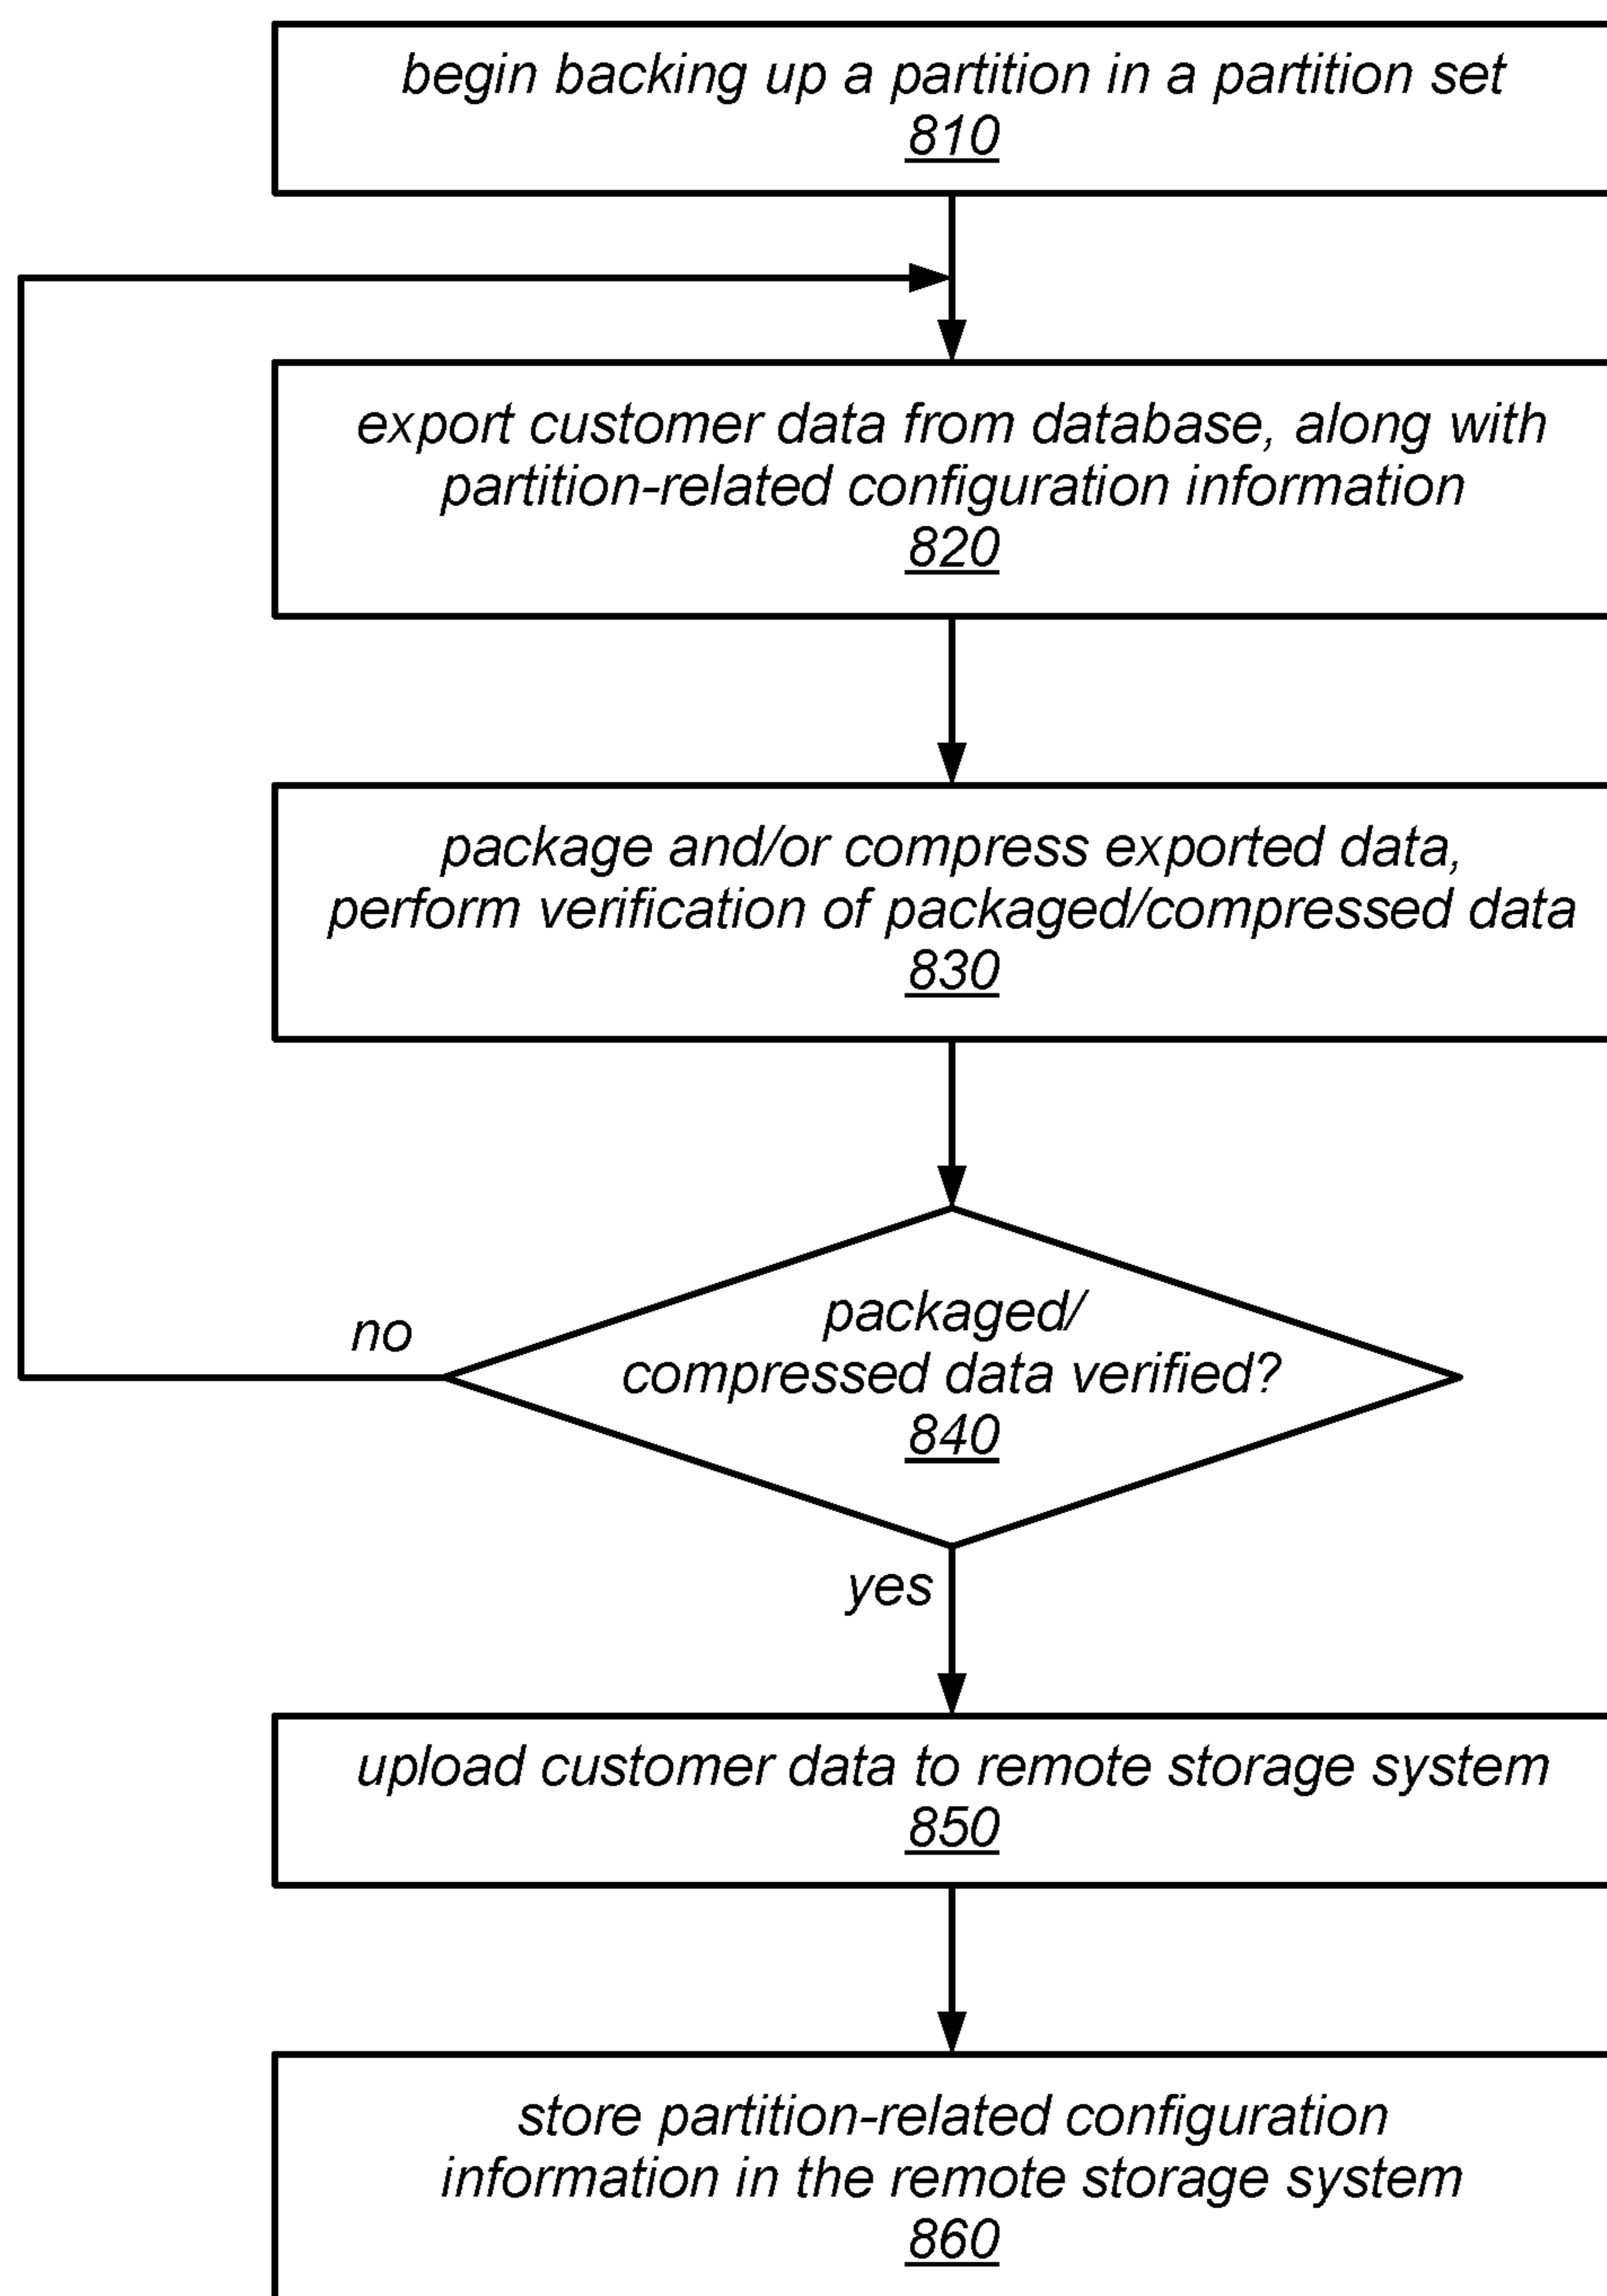 begin backing up a partition in a partition set
810
export customer data from database, along with
partition-related configuration information
820
package and/or compress exported data,
perform verification of packaged/compressed data
830
packaged/
compressed data verified?
840
no
yes
upload customer data to remote storage system
850
store partition-related configuration
information in the remote storage system
860